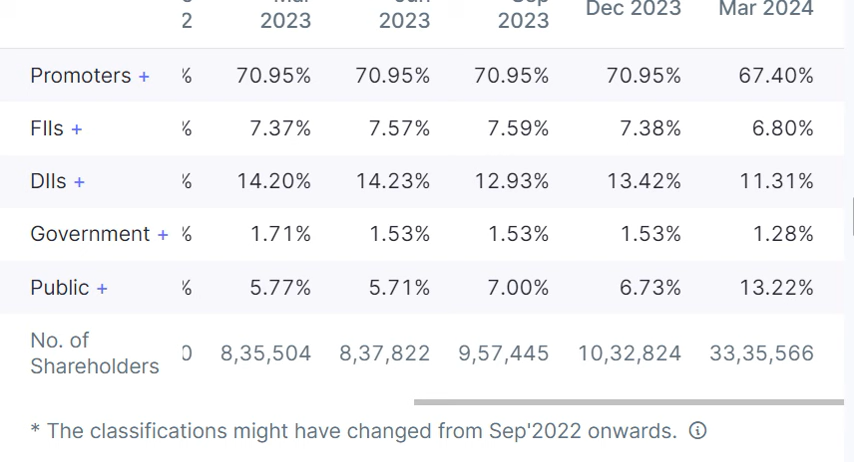 2 2023 2023 2023 Dec 2023 Mar 2024
Promoters + % 70.95% 70.95% 70.95% 70.95% 67.40%
FIIs + % 7.37% 7.57% 7.59% 7.38% 6.80%
DIIs + % 14.20% 14.23% 12.93% 13.42% 11.31%
Government + % 1.71% 1.53% 1.53% 1.53% 1.28%
Public + % 5.77% 5.71% 7.00% 6.73% 13.22%
No. of
Shareholders 0 8,35,504 8,37,822 9,57,445 10,32,824 33,35,566
* The classifications might have changed from Sep'2022 onwards.